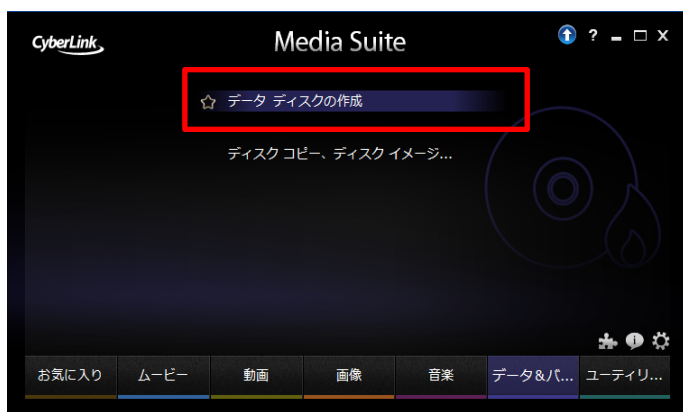 CyberLink
Media Suite
? 
データ ディスクの作成
ディスク コピー、ディスク イメージ...
お気に入り
ムービー
動画
画像
音楽
データ&バ...
ユーティリ...